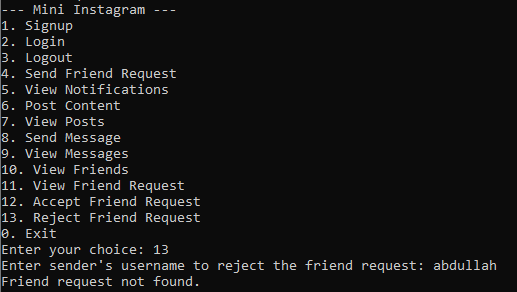 --- Mini Instagram ---
1. Signup
2. Login
3. Logout
4. Send Friend Request
5. View Notifications
6. Post Content
7. View Posts
8. Send Message
9. View Messages
10. View Friends
11. View Friend Request
12. Accept Friend Request
13. Reject Friend Request
0. Exit
Enter your choice: 13
Enter sender's username to reject the friend request: abdullah
Friend request not found.